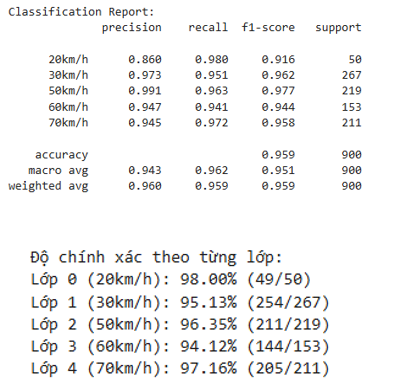 Classification Report:
precision recall f1-score support
20km/h 0.860 0.980 0.916 50
30km/h 0.973 0.951 0.962 267
50km/h 0.991 0.963 0.977 219
60km/h 0.947 0.941 0.944 153
70km/h 0.945 0.972 0.958 211
accuracy 0.959 900
macro avg 0.943 0.962 0.951 900
weighted avg 0.960 0.959 0.959 900
Độ chính xác theo từng lớp:
Lớp 0 (20km/h): 98.00% (49/50)
Lớp 1 (30km/h): 95.13% (254/267)
Lớp 2 (50km/h): 96.35% (211/219)
Lớp 3 (60km/h): 94.12% (144/153)
Lớp 4 (70km/h): 97.16% (205/211)